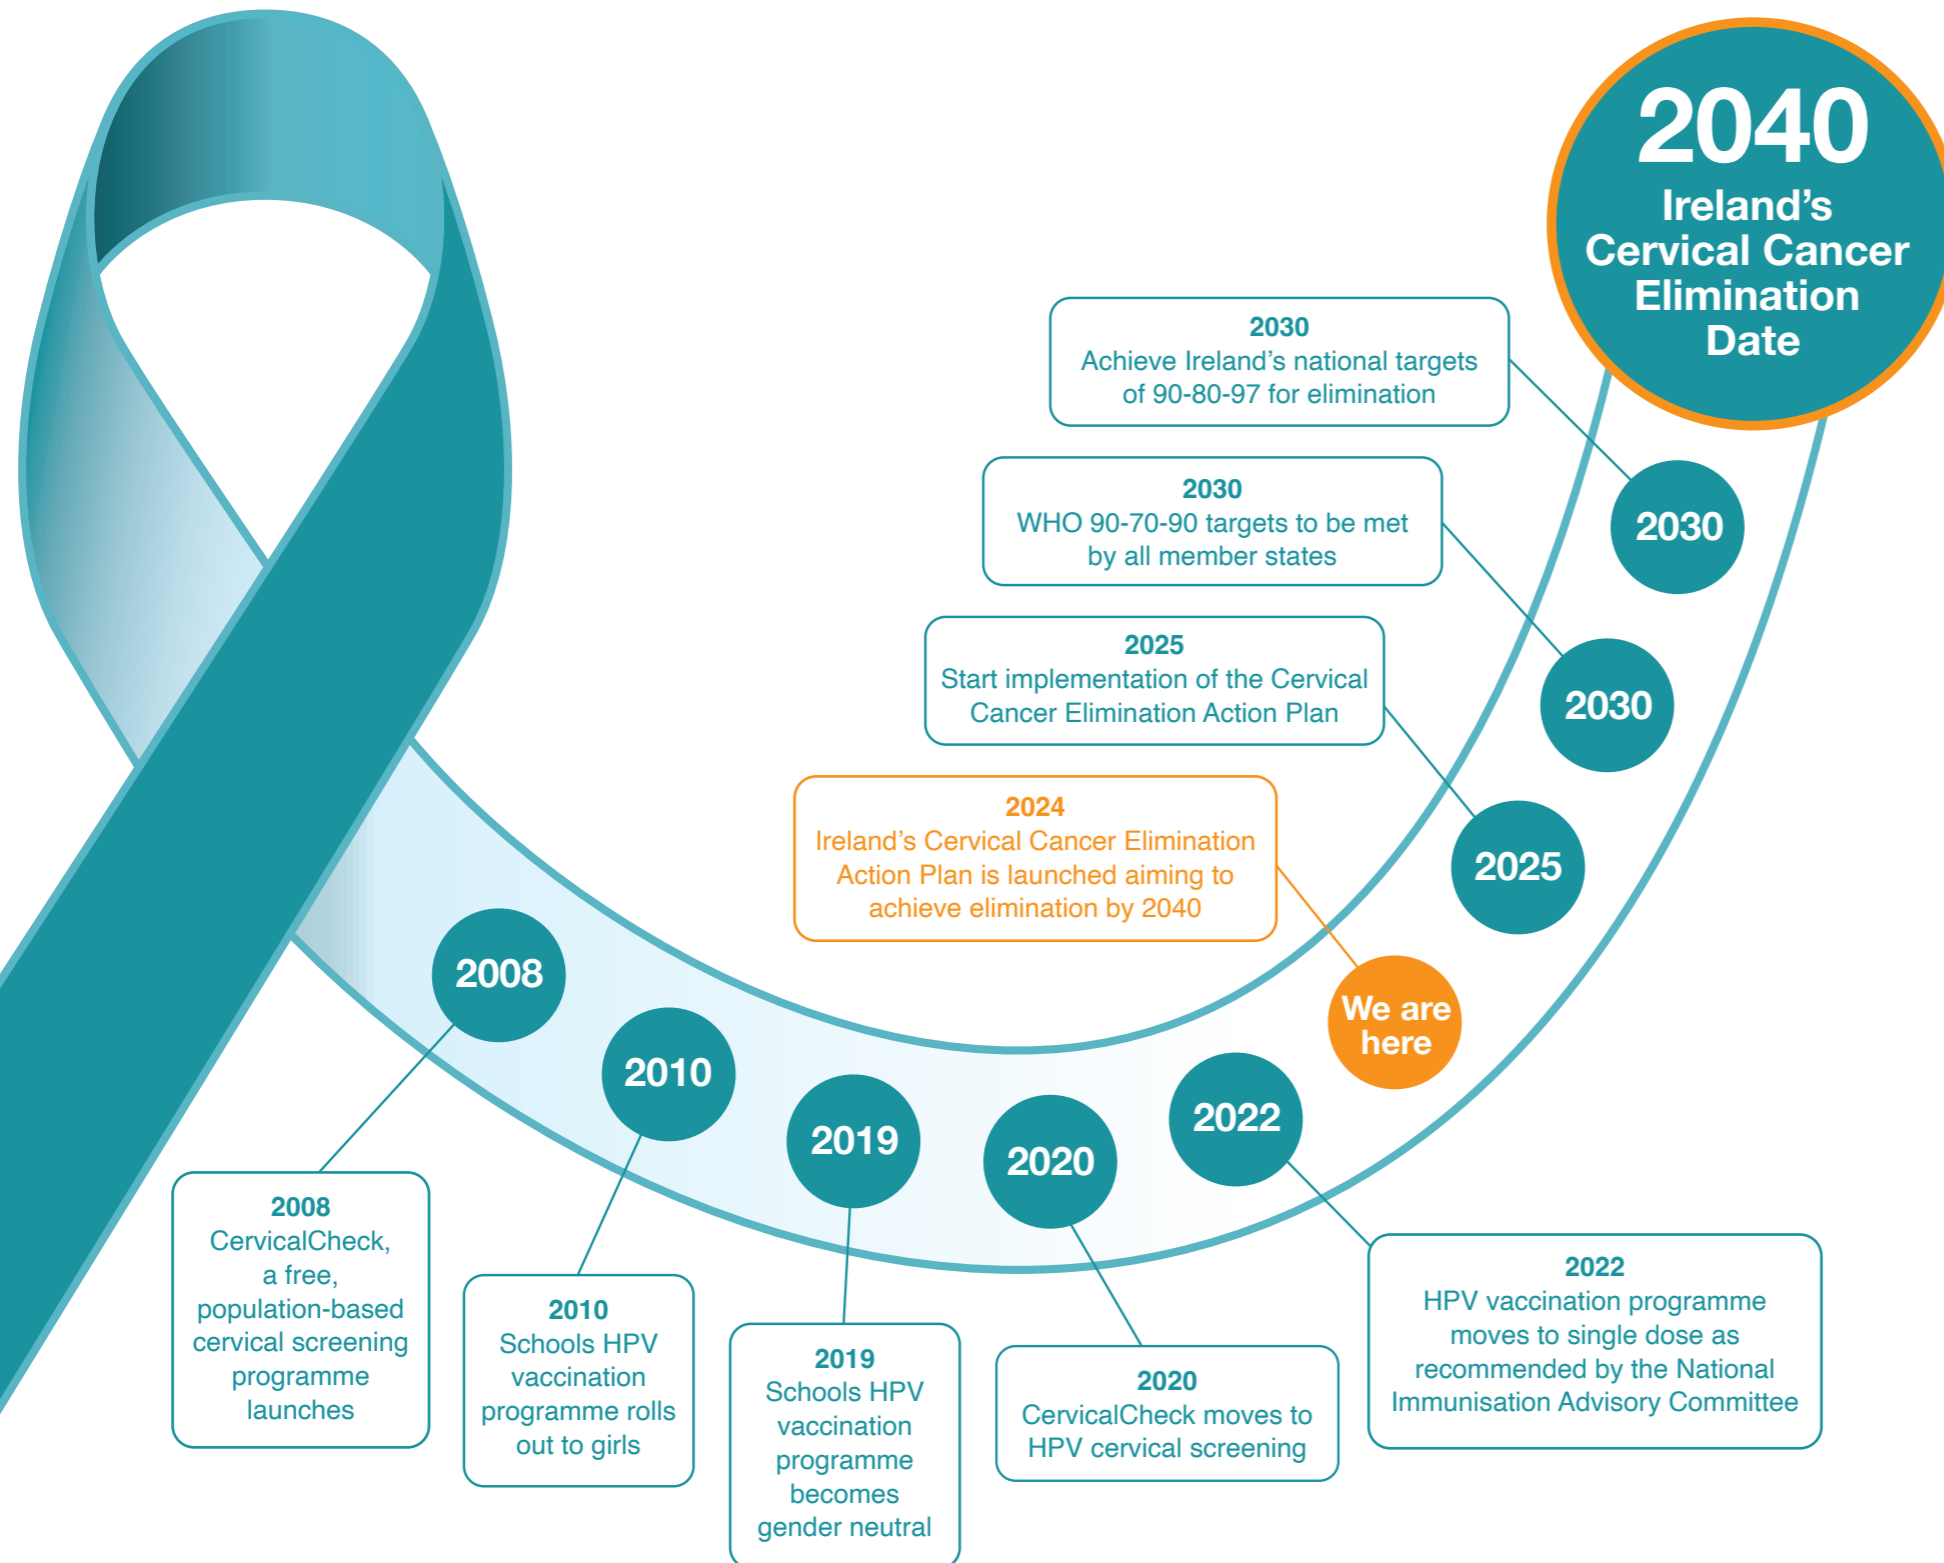 2040
Ireland's
Cervical Cancer
Elimination
Date
2030
Achieve Ireland's national targets
of 90-80-97 for elimination
2030
2030
WHO 90-70-90 targets to be met
by all member states
2030
2025
Start implementation of the Cervical
Cancer Elimination Action Plan
2025
2024
Ireland's Cervical Cancer Elimination
Action Plan is launched aiming to
achieve elimination by 2040
We are
here
2008
2010
2019
2020
2022
2008
CervicalCheck,
a free,
population-based
cervical screening
programme
launches
2010
Schools HPV
vaccination
programme rolls
out to girls
2019
Schools HPV
vaccination
programme
becomes
gender neutral
2020
CervicalCheck moves to
HPV cervical screening
2022
HPV vaccination programme
moves to single dose as
recommended by the National
Immunisation Advisory Committee